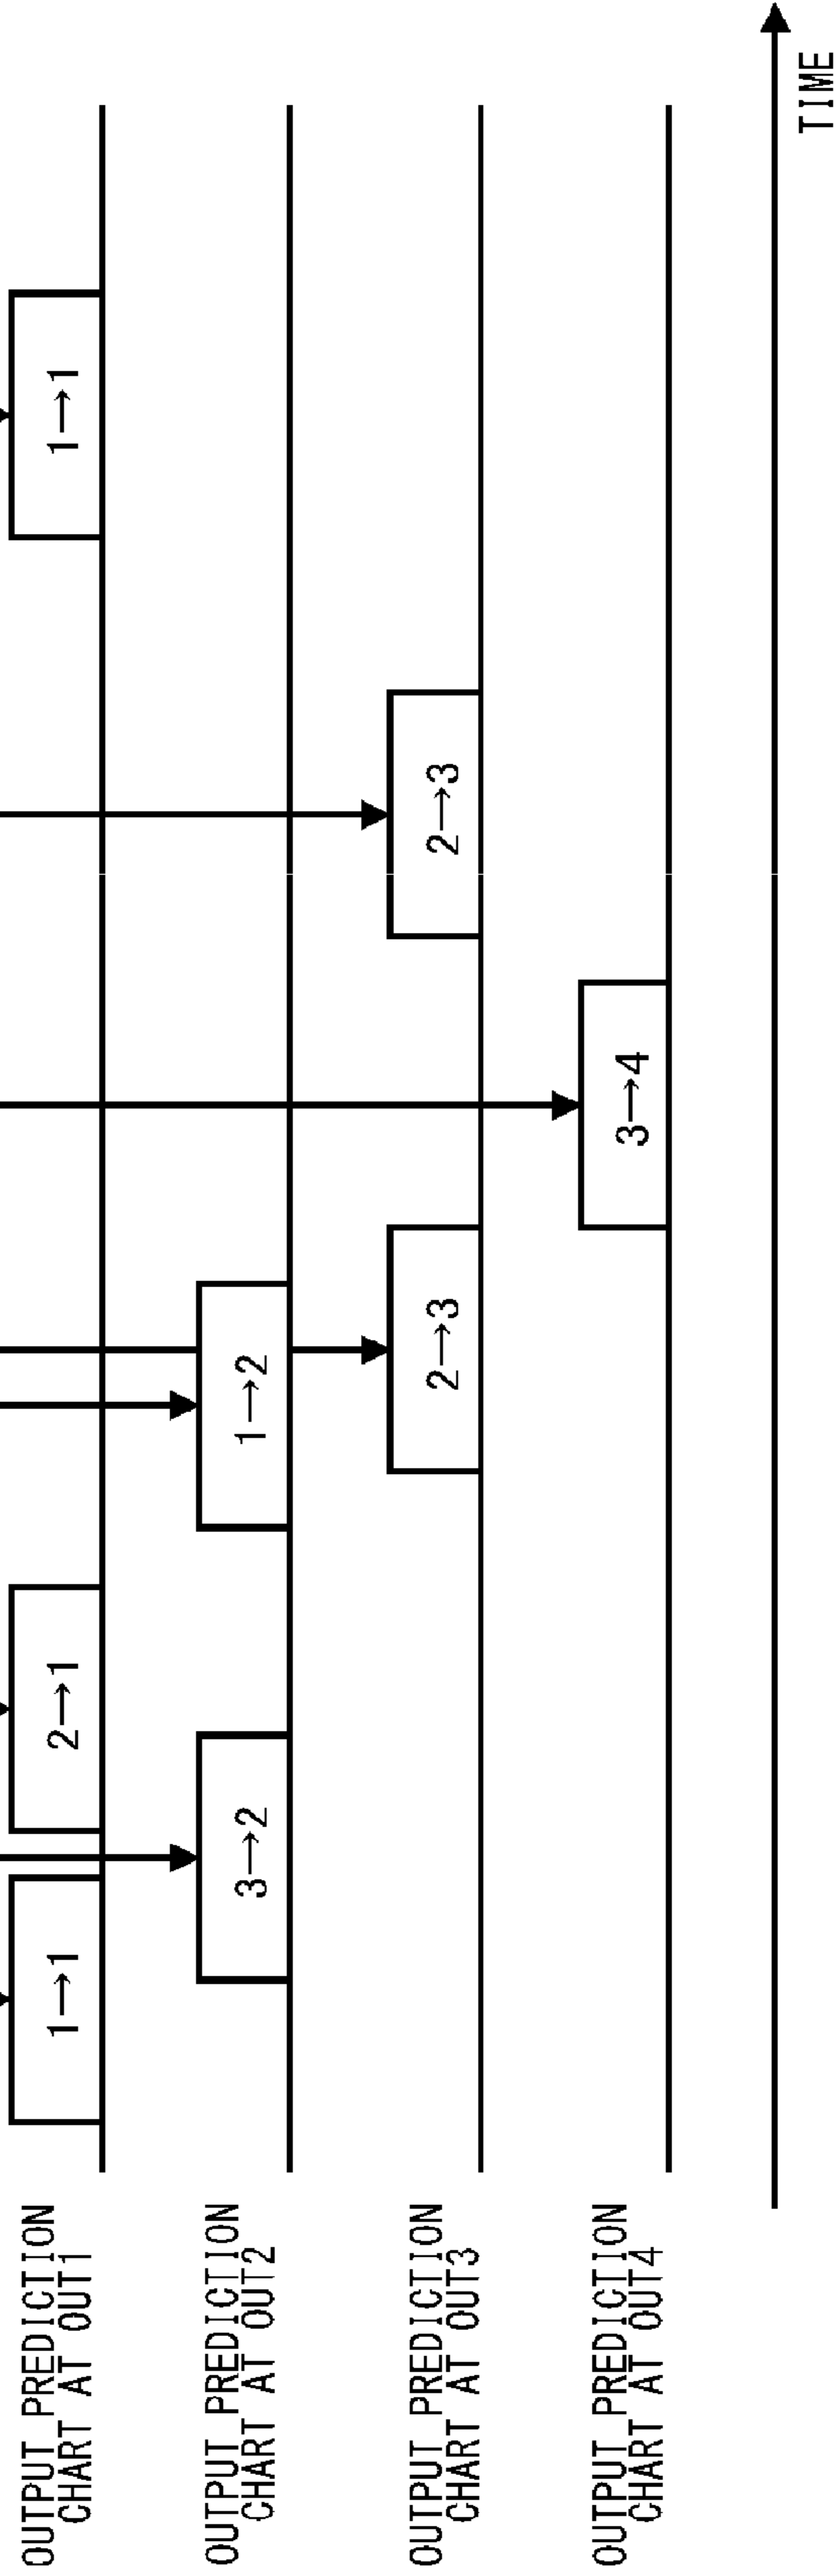 OUTPUT PREDICTION
CHART AT OUT1
1→1
2→1
1→1
OUTPUT PREDICTION
CHART AT OUT2
3→2
1→2
OUTPUT PREDICTION
CHART AT OUT3
2→3
2→3
OUTPUT PREDICTION
CHART AT OUT4
3→4
TIME